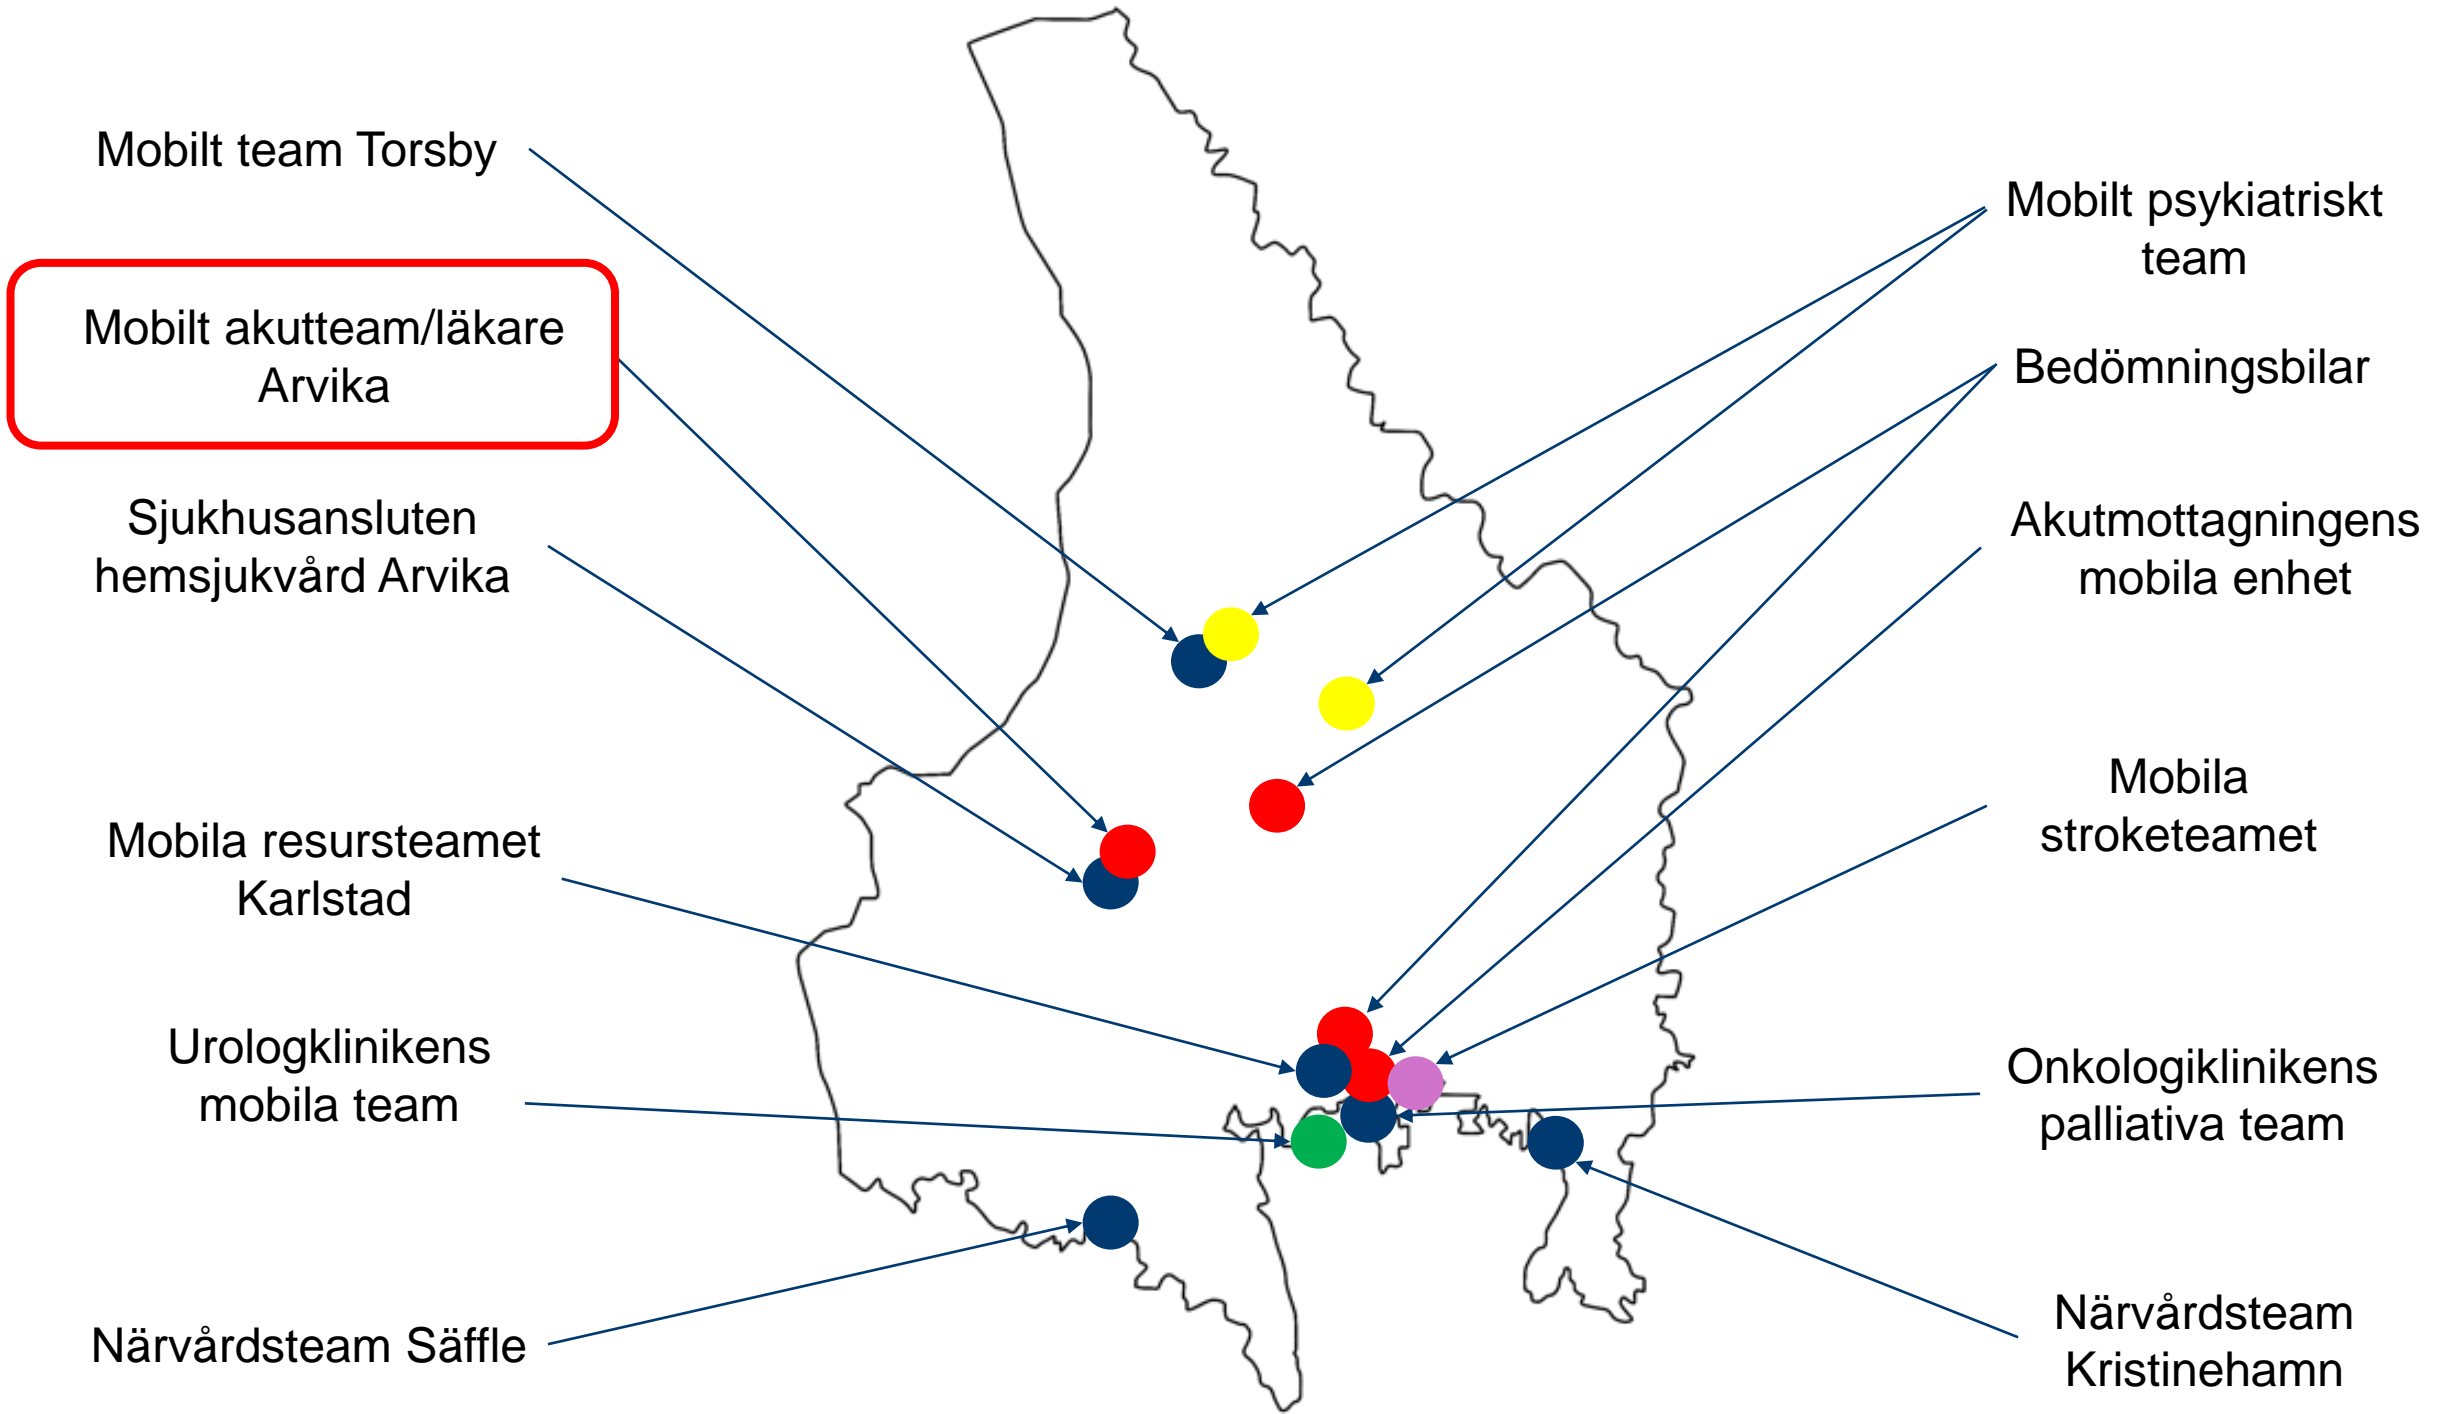 Mobilt team Torsby
Mobilt akutteam/läkare
Arvika
Sjukhusansluten
hemsjukvård Arvika
Mobila resursteamet
Karlstad
Urologklinikens
mobila team
Närvårdsteam Säffle
Mobilt psykiatriskt
team
Bedömningsbilar
Akutmottagningens
mobila enhet
Mobila
stroketeamet
Onkologiklinikens
palliativa team
Närvårdsteam
Kristinehamn